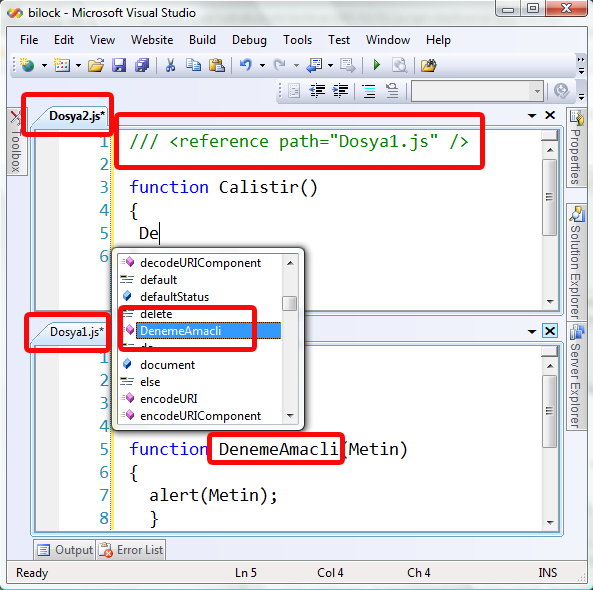 bilock - Microsoft Visual Studio
File Edit View Website Build Debug Tools Test Window Help
Dosya2.js*
Toolbox
Properties
Solution Explorer
Server Explorer
1 /// <reference path="Dosya1.js" />
2
3 function Calistir()
4 {
5 De
6
decodeURIComponent
default
defaultStatus
delete
DenemeAmacli
do
document
else
encodeURI
encodeURIComponent
Dosya1.js*
1
2
3
4
5 function DenemeAmacli(Metin)
6 {
7 alert(Metin);
8 }
Output Error List
Ready Ln 5 Col 4 Ch 4 INS